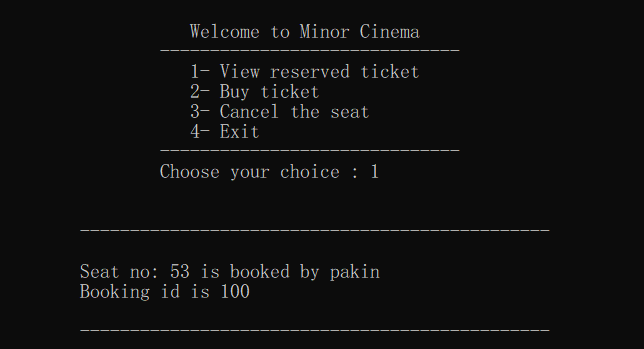 Welcome to Minor Cinema
------------------------------
1- View reserved ticket
2- Buy ticket
3- Cancel the seat
4- Exit
------------------------------
Choose your choice : 1
-----------------------------------------------
Seat no: 53 is booked by pakin
Booking id is 100
-----------------------------------------------